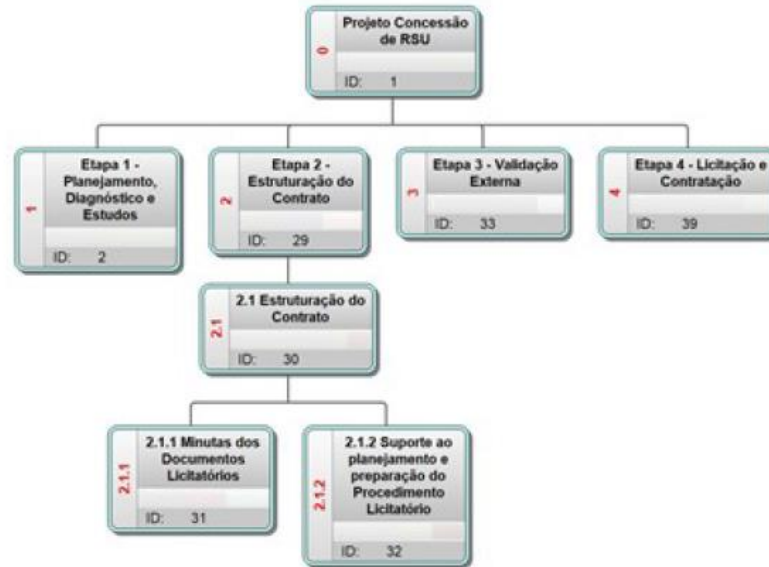 0
Projeto Concessão
de RSU
ID: 1
1
Etapa 1 -
Planejamento,
Diagnóstico e
Estudos
ID: 2
2
Etapa 2 -
Estruturação do
Contrato
ID: 29
3
Etapa 3 - Validação
Externa
ID: 33
4
Etapa 4 - Licitação e
Contratação
ID: 39
2.1
2.1 Estruturação do
Contrato
ID: 30
2.1.1
2.1.1 Minutas dos
Documentos
Licitatórios
ID: 31
2.1.2
2.1.2 Suporte ao
planejamento e
preparação do
Procedimento
Licitatório
ID: 32